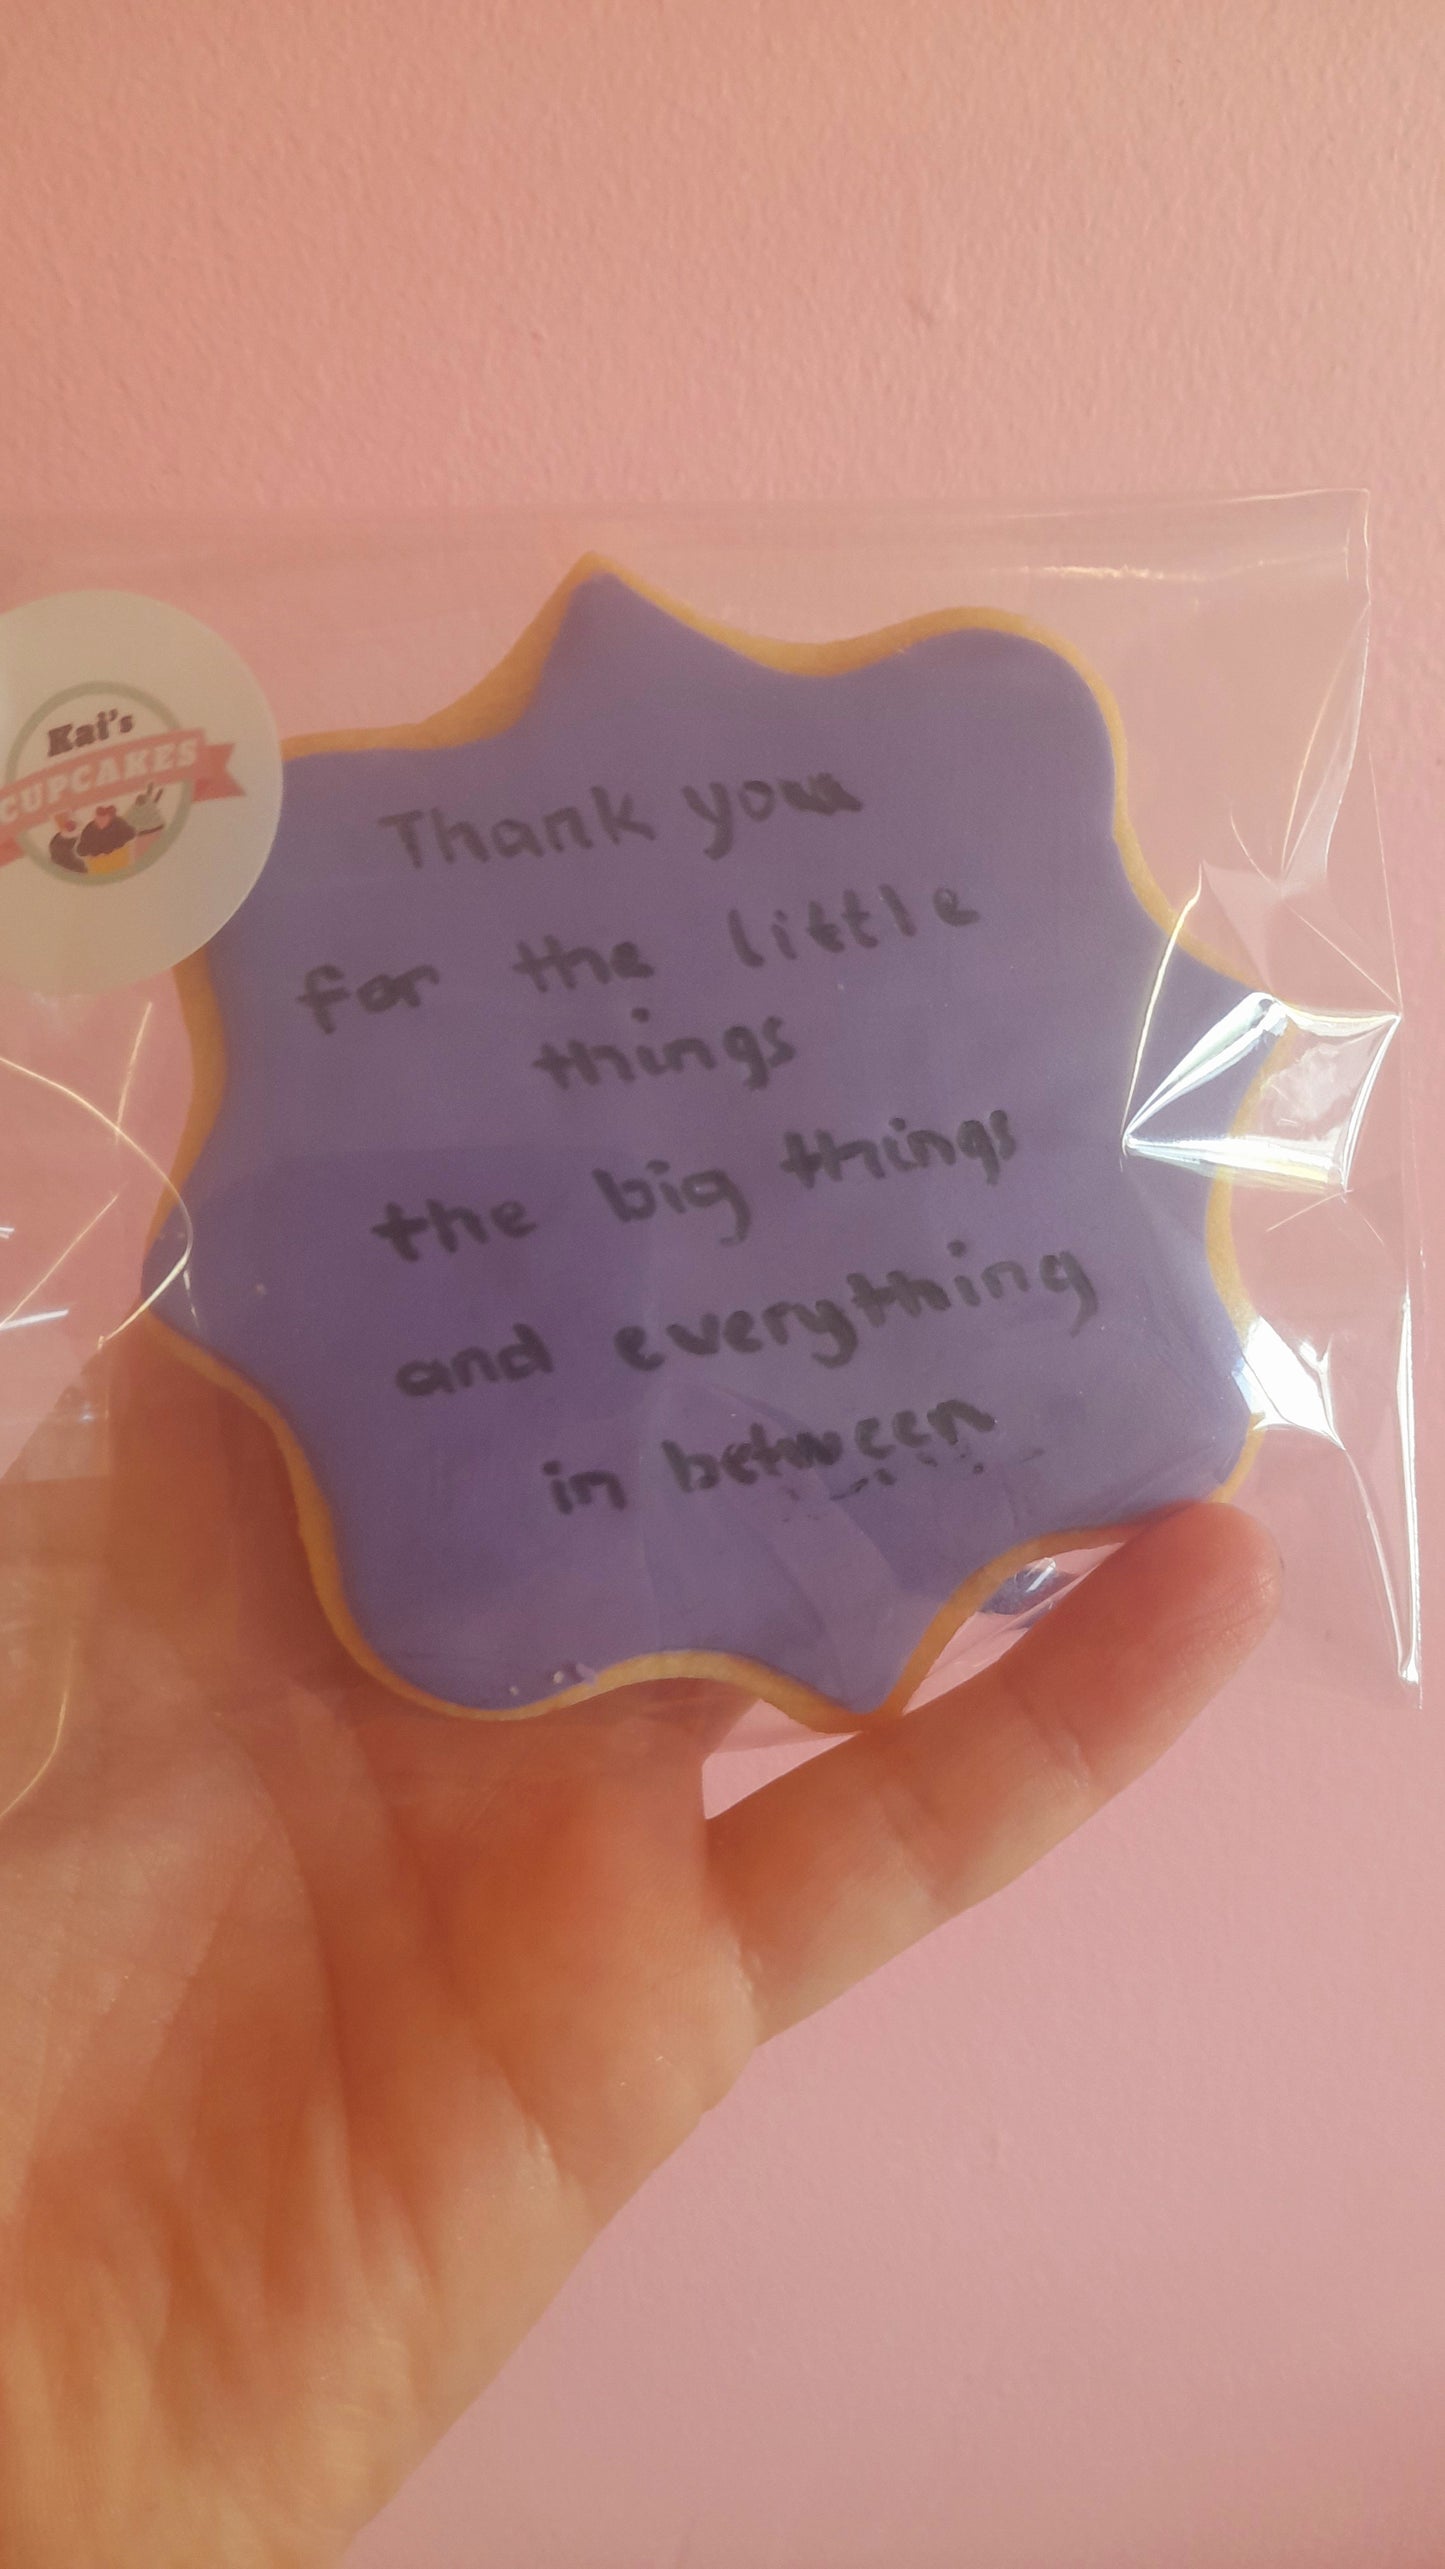 Kai's
CUPCAKES
Thank you
for the little
things
the big things
and everything
in between